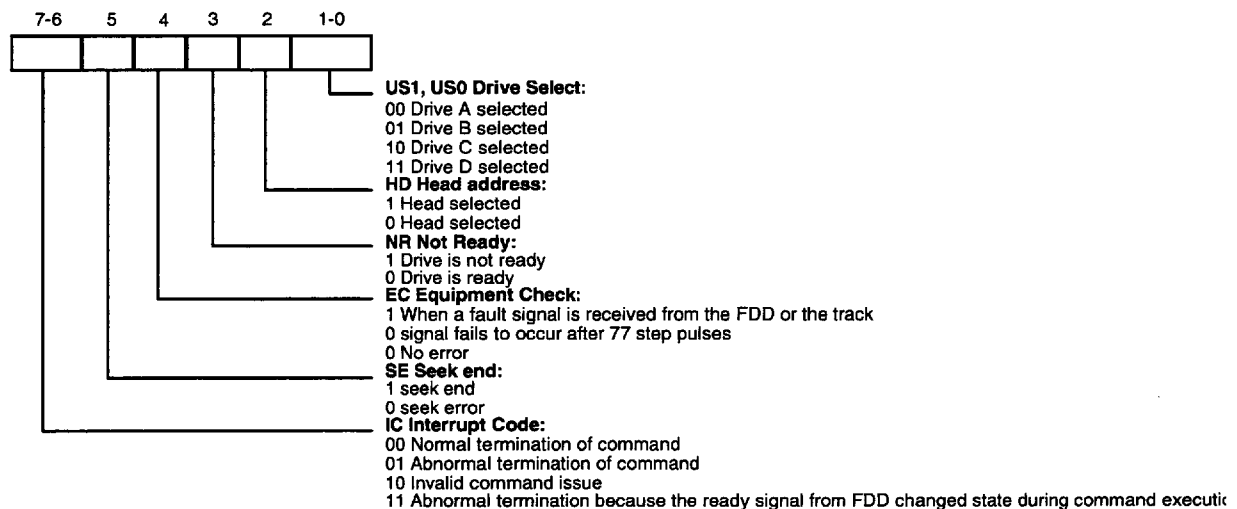 7-6 5 4 3 2 1-0
US1, US0 Drive Select:
00 Drive A selected
01 Drive B selected
10 Drive C selected
11 Drive D selected
HD Head address:
1 Head selected
0 Head selected
NR Not Ready:
1 Drive is not ready
0 Drive is ready
EC Equipment Check:
1 When a fault signal is received from the FDD or the track
0 signal fails to occur after 77 step pulses
0 No error
SE Seek end:
1 seek end
0 seek error
IC Interrupt Code:
00 Normal termination of command
01 Abnormal termination of command
10 Invalid command issue
11 Abnormal termination because the ready signal from FDD changed state during command